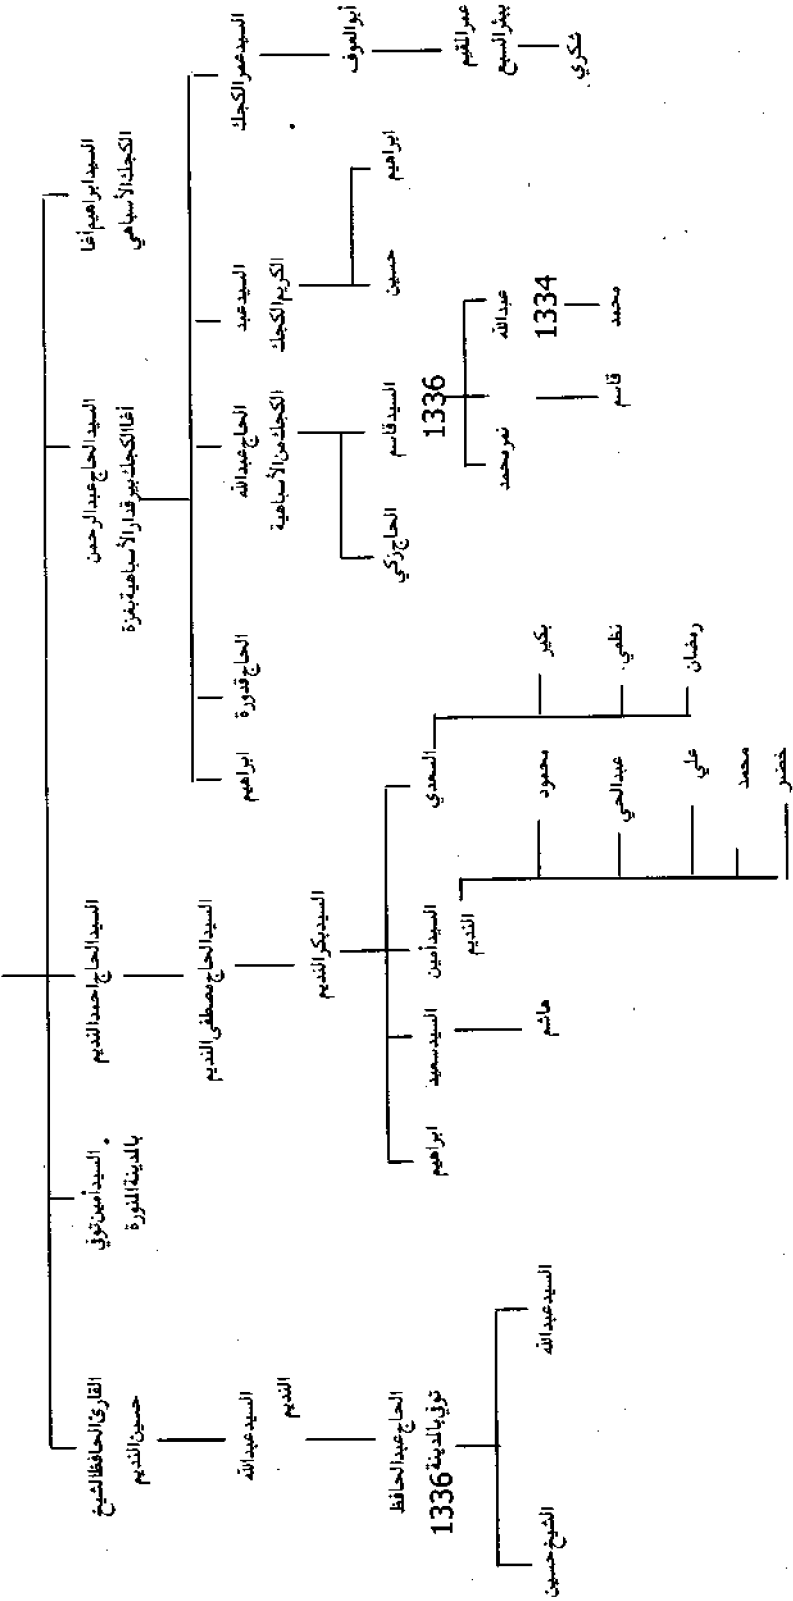 السيد ابراهيم أغا
الكجك الأسباهي
السيد الحاج عبد الرحمن
أغا الكجك بيرقدار الأسباهية بغزة
السيد الحاج احمد النديم
السيد أمين توفي
بالمدينة المنورة
القارئ الحافظ الشيخ
حسين النديم
السيد عمر الكجك
السيد عبد
الكريم الكجك
الحاج عبد الله
الكجك من الأسباهية
الحاج قدورة
ابراهيم
السيد الحاج مصطفى النديم
السيد عبد الله
النديم
أبو العوف
ابراهيم
حسين
السيد قاسم
1336
الحاج زكي
السيد بكر النديم
الحاج عبد الحافظ
توفي بالمدينة 1336
عمر المقيم
ببئر السبع
شكري
عبد الله
1334
نمر محمد
محمد
قاسم
السعدي
السيد أمين
السيد سعيد
ابراهيم
النديم
بكير
نظمي
رمضان
محمود
عبد الحي
علي
محمد
خضر
هاشم
السيد عبد الله
الشيخ حسين